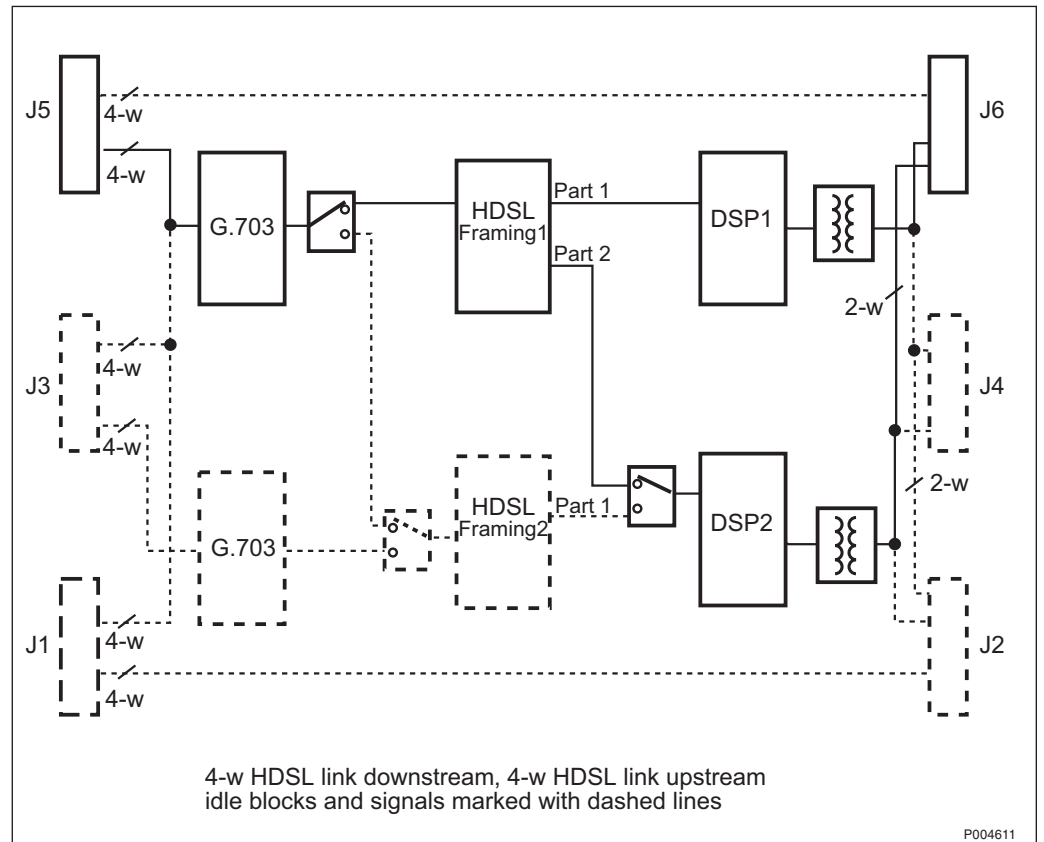 J5
4-w
4-w
J6
G.703
HDSL
Framing1
Part 1
Part 2
DSP1
2-w
J3
4-w
4-w
J4
2-w
G.703
HDSL
Framing2
Part 1
DSP2
J1
4-w
4-w
J2
4-w HDSL link downstream, 4-w HDSL link upstream
idle blocks and signals marked with dashed lines
P004611